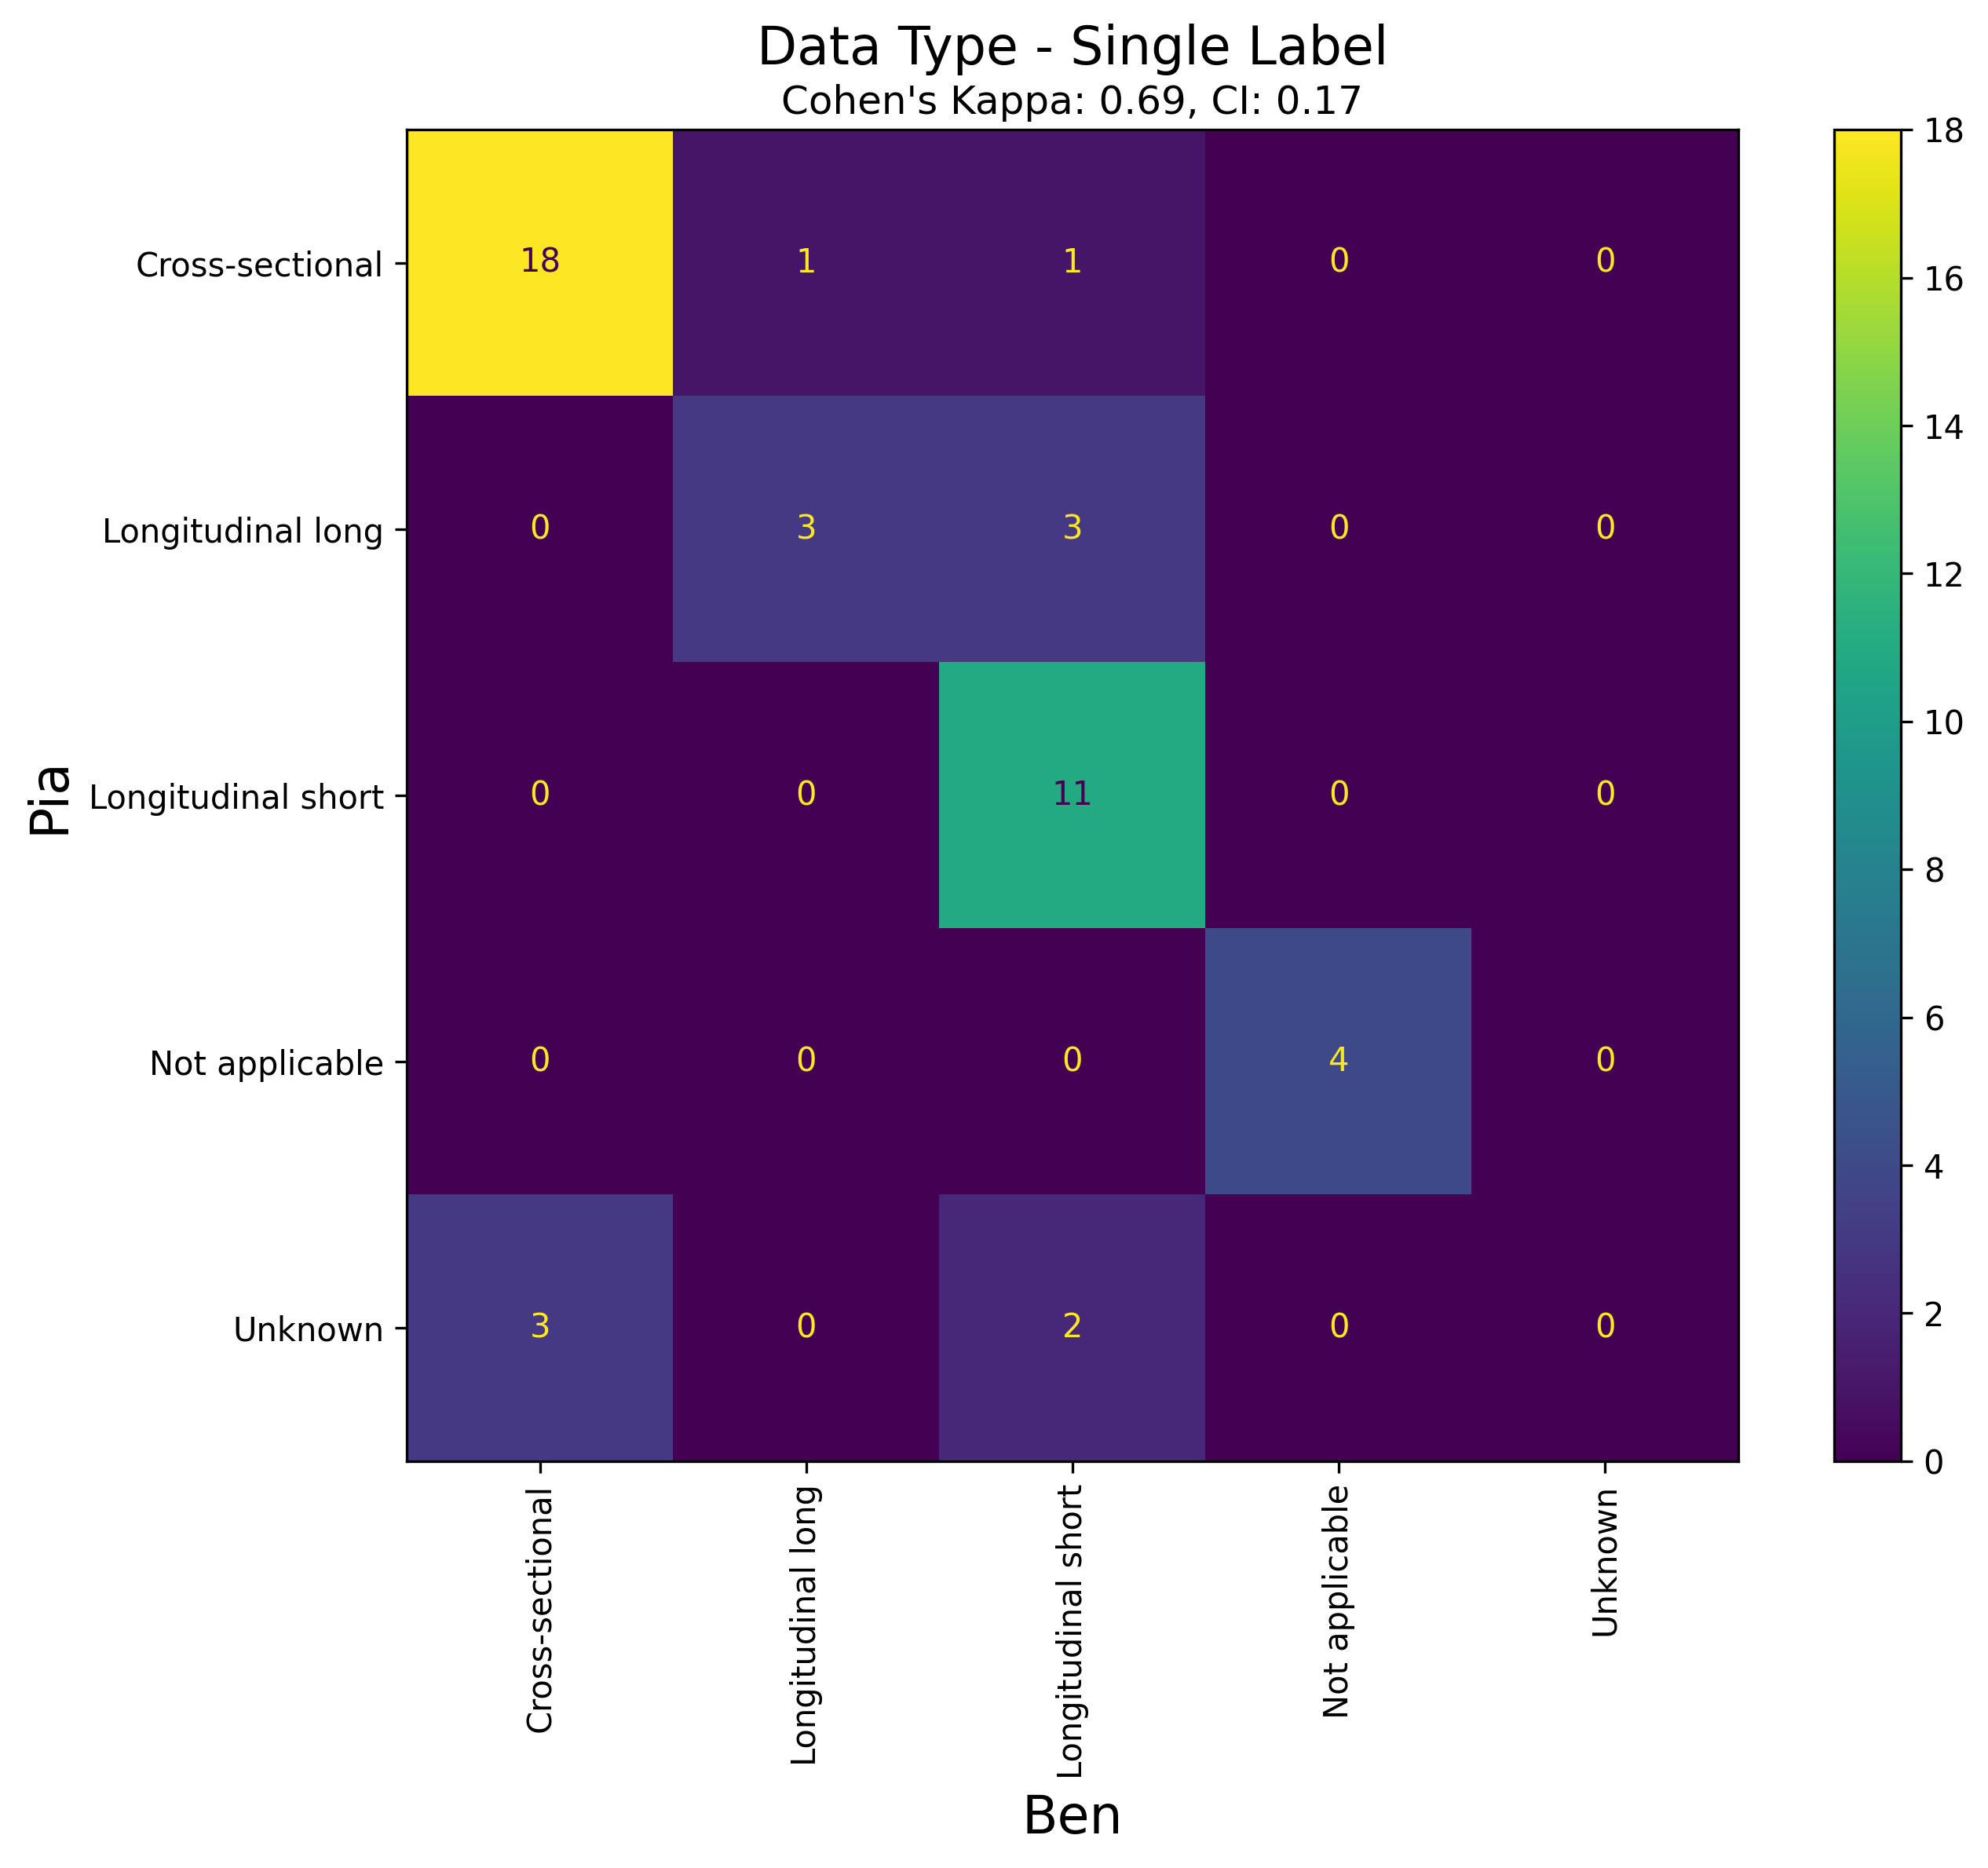 Data Type - Single Label
Cohen's Kappa: 0.69, CI: 0.17
Pia
Cross-sectional 18 1 1 0 0
Longitudinal long 0 3 3 0 0
Longitudinal short 0 0 11 0 0
Not applicable 0 0 0 4 0
Unknown 3 0 2 0 0
Cross-sectional
Longitudinal long
Longitudinal short
Not applicable
Unknown
Ben
18
16
14
12
10
8
6
4
2
0